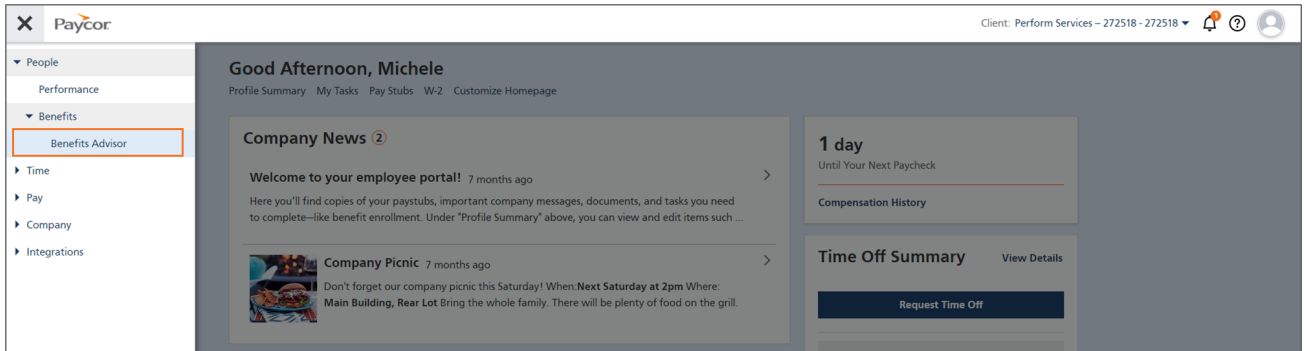 Paycor
Client: Perform Services – 272518 - 272518
1
People
Performance
Benefits
Benefits Advisor
Time
Pay
Company
Integrations
Good Afternoon, Michele
Profile Summary My Tasks Pay Stubs W-2 Customize Homepage
Company News 2
Welcome to your employee portal! 7 months ago
Here you'll find copies of your paystubs, important company messages, documents, and tasks you need
to complete—like benefit enrollment. Under "Profile Summary" above, you can view and edit items such ...
Company Picnic 7 months ago
Don't forget our company picnic this Saturday! When:Next Saturday at 2pm Where:
Main Building, Rear Lot Bring the whole family. There will be plenty of food on the grill.
1 day
Until Your Next Paycheck
Compensation History
Time Off Summary View Details
Request Time Off